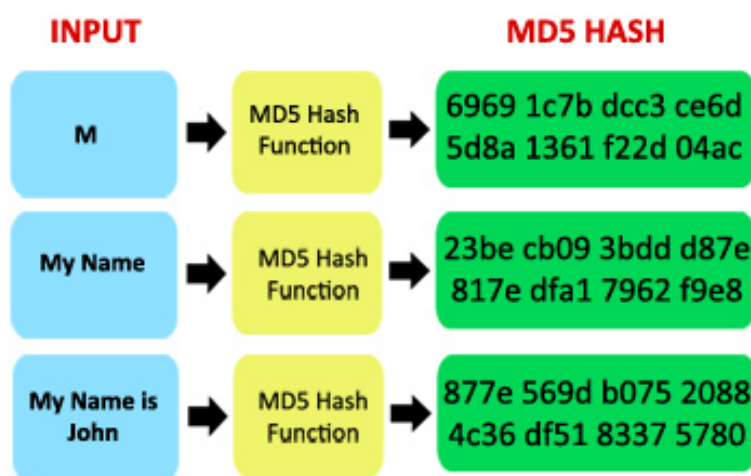 INPUT
MD5 HASH
M
MD5 Hash
Function
6969 1c7b dcc3 ce6d
5d8a 1361 f22d 04ac
My Name
MD5 Hash
Function
23be cb09 3bdd d87e
817e dfa1 7962 f9e8
My Name is
John
MD5 Hash
Function
877e 569d b075 2088
4c36 df51 8337 5780